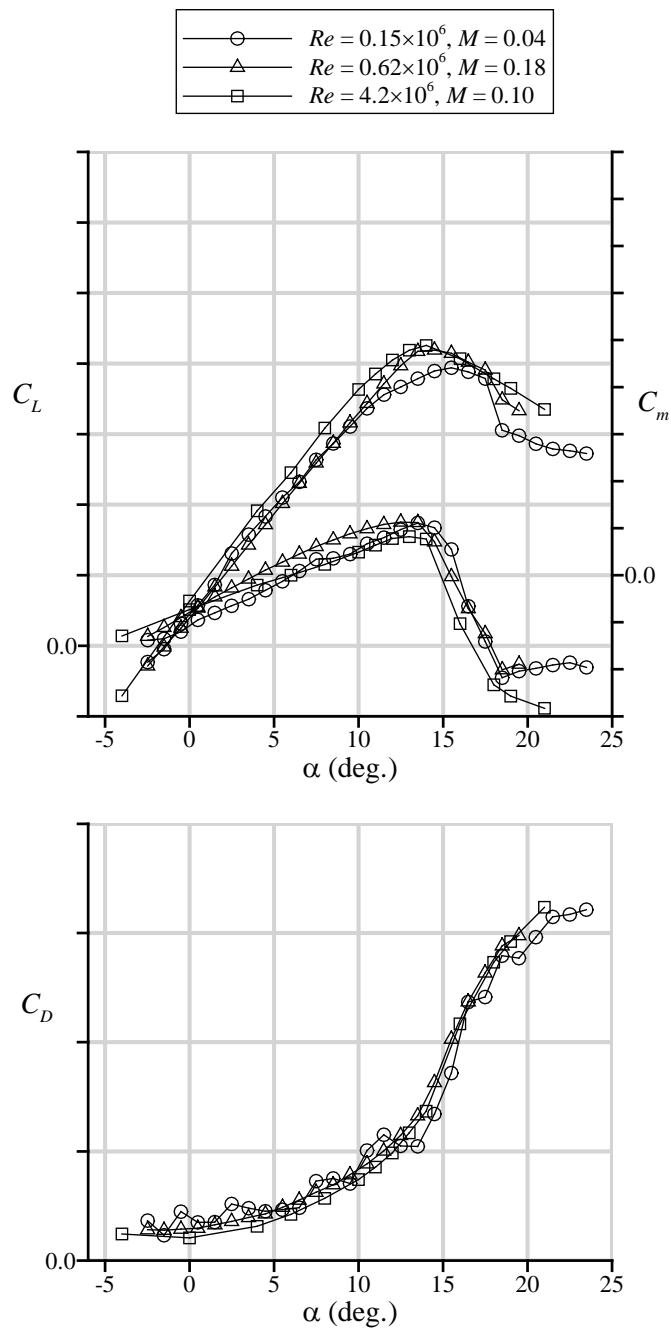 Re = 0.15×10⁶, M = 0.04
Re = 0.62×10⁶, M = 0.18
Re = 4.2×10⁶, M = 0.10
C_L
C_m
0.0
0.0
-5 0 5 10 15 20 25
α (deg.)
C_D
0.0
-5 0 5 10 15 20 25
α (deg.)